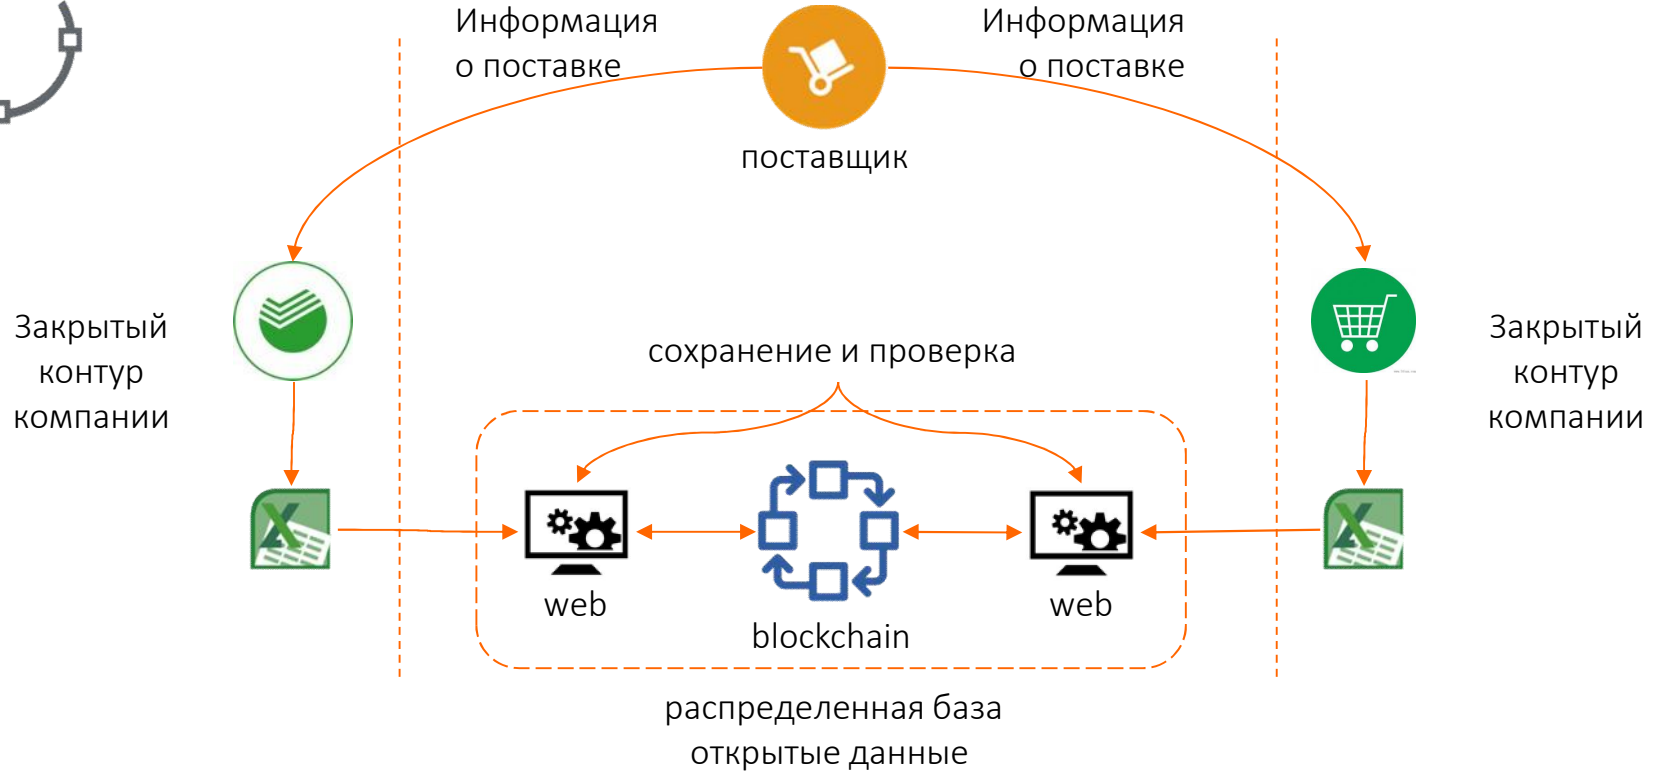 Информация
о поставке
Информация
о поставке
поставщик
Закрытый
контур
компании
сохранение и проверка
Закрытый
контур
компании
web
web
blockchain
распределенная база
открытые данные